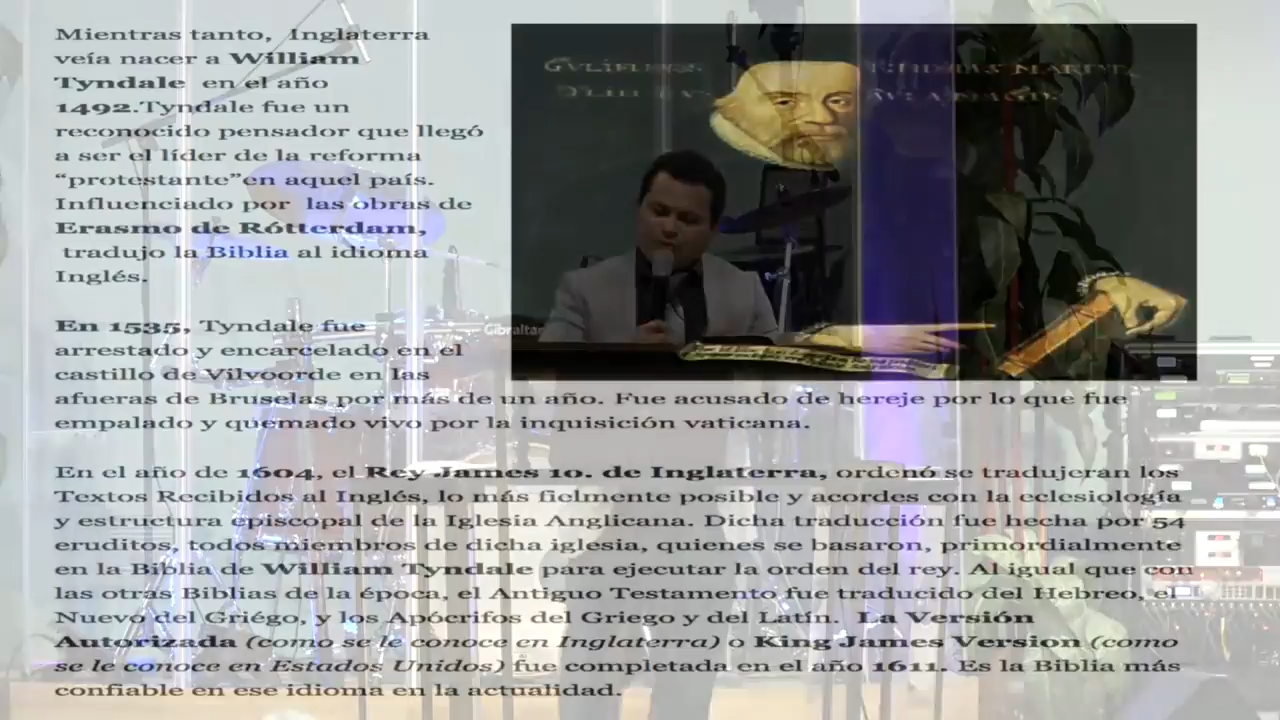 Mientras tanto, Inglaterra
veía nacer a William
Tyndale en el año
1492.Tyndale fue un
reconocido pensador que llegó
a ser el líder de la reforma
“protestante”en aquel país.
Influenciado por las obras de
Erasmo de Rótterdam,
tradujo la Biblia al idioma
Inglés.
En 1535, Tyndale fue
arrestado y encarcelado en el
castillo de Vilvoorde en las
afueras de Bruselas por más de un año. Fue acusado de hereje por lo que fue
empalado y quemado vivo por la inquisición vaticana.
En el año de 1604, el Rey James 1o. de Inglaterra, ordenó se tradujeran los
Textos Recibidos al Inglés, lo más fielmente posible y acordes con la eclesiología
y estructura episcopal de la Iglesia Anglicana. Dicha traducción fue hecha por 54
eruditos, todos miembros de dicha iglesia, quienes se basaron, primordialmente
en la Biblia de William Tyndale para ejecutar la orden del rey. Al igual que con
las otras Biblias de la época, el Antiguo Testamento fue traducido del Hebreo, el
Nuevo del Griégo, y los Apócrifos del Griego y del Latín. La Versión
Autorizada (como se le conoce en Inglaterra) o King James Version (como
se le conoce en Estados Unidos) fue completada en el año 1611. Es la Biblia más
confiable en ese idioma en la actualidad.
Gibraltar